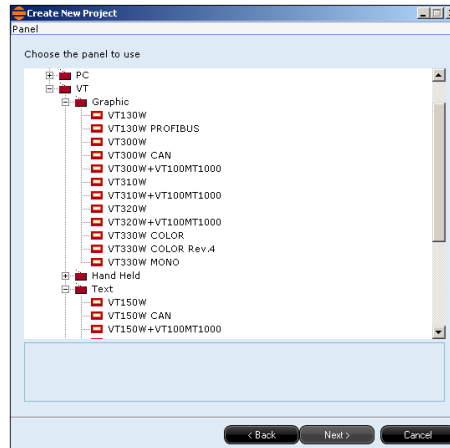 Create New Project
Panel
Choose the panel to use
PC
VT
Graphic
VT130W
VT130W PROFIBUS
VT300W
VT300W CAN
VT300W+VT100MT1000
VT310W
VT310W+VT100MT1000
VT320W
VT320W+VT100MT1000
VT330W COLOR
VT330W COLOR Rev.4
VT330W MONO
Hand Held
Text
VT150W
VT150W CAN
VT150W+VT100MT1000
< Back
Next >
Cancel